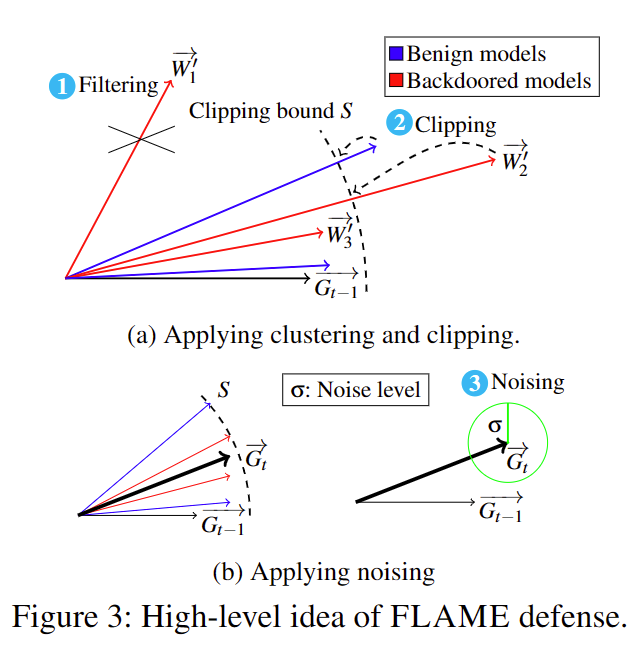 Benign models
Backdoored models
1 Filtering
W′1
Clipping bound S
2 Clipping
W′2
W′3
Gt−1
(a) Applying clustering and clipping.
S
σ: Noise level
3 Noising
σ
Gt
Gt
Gt−1
Gt−1
(b) Applying noising
Figure 3: High-level idea of FLAME defense.